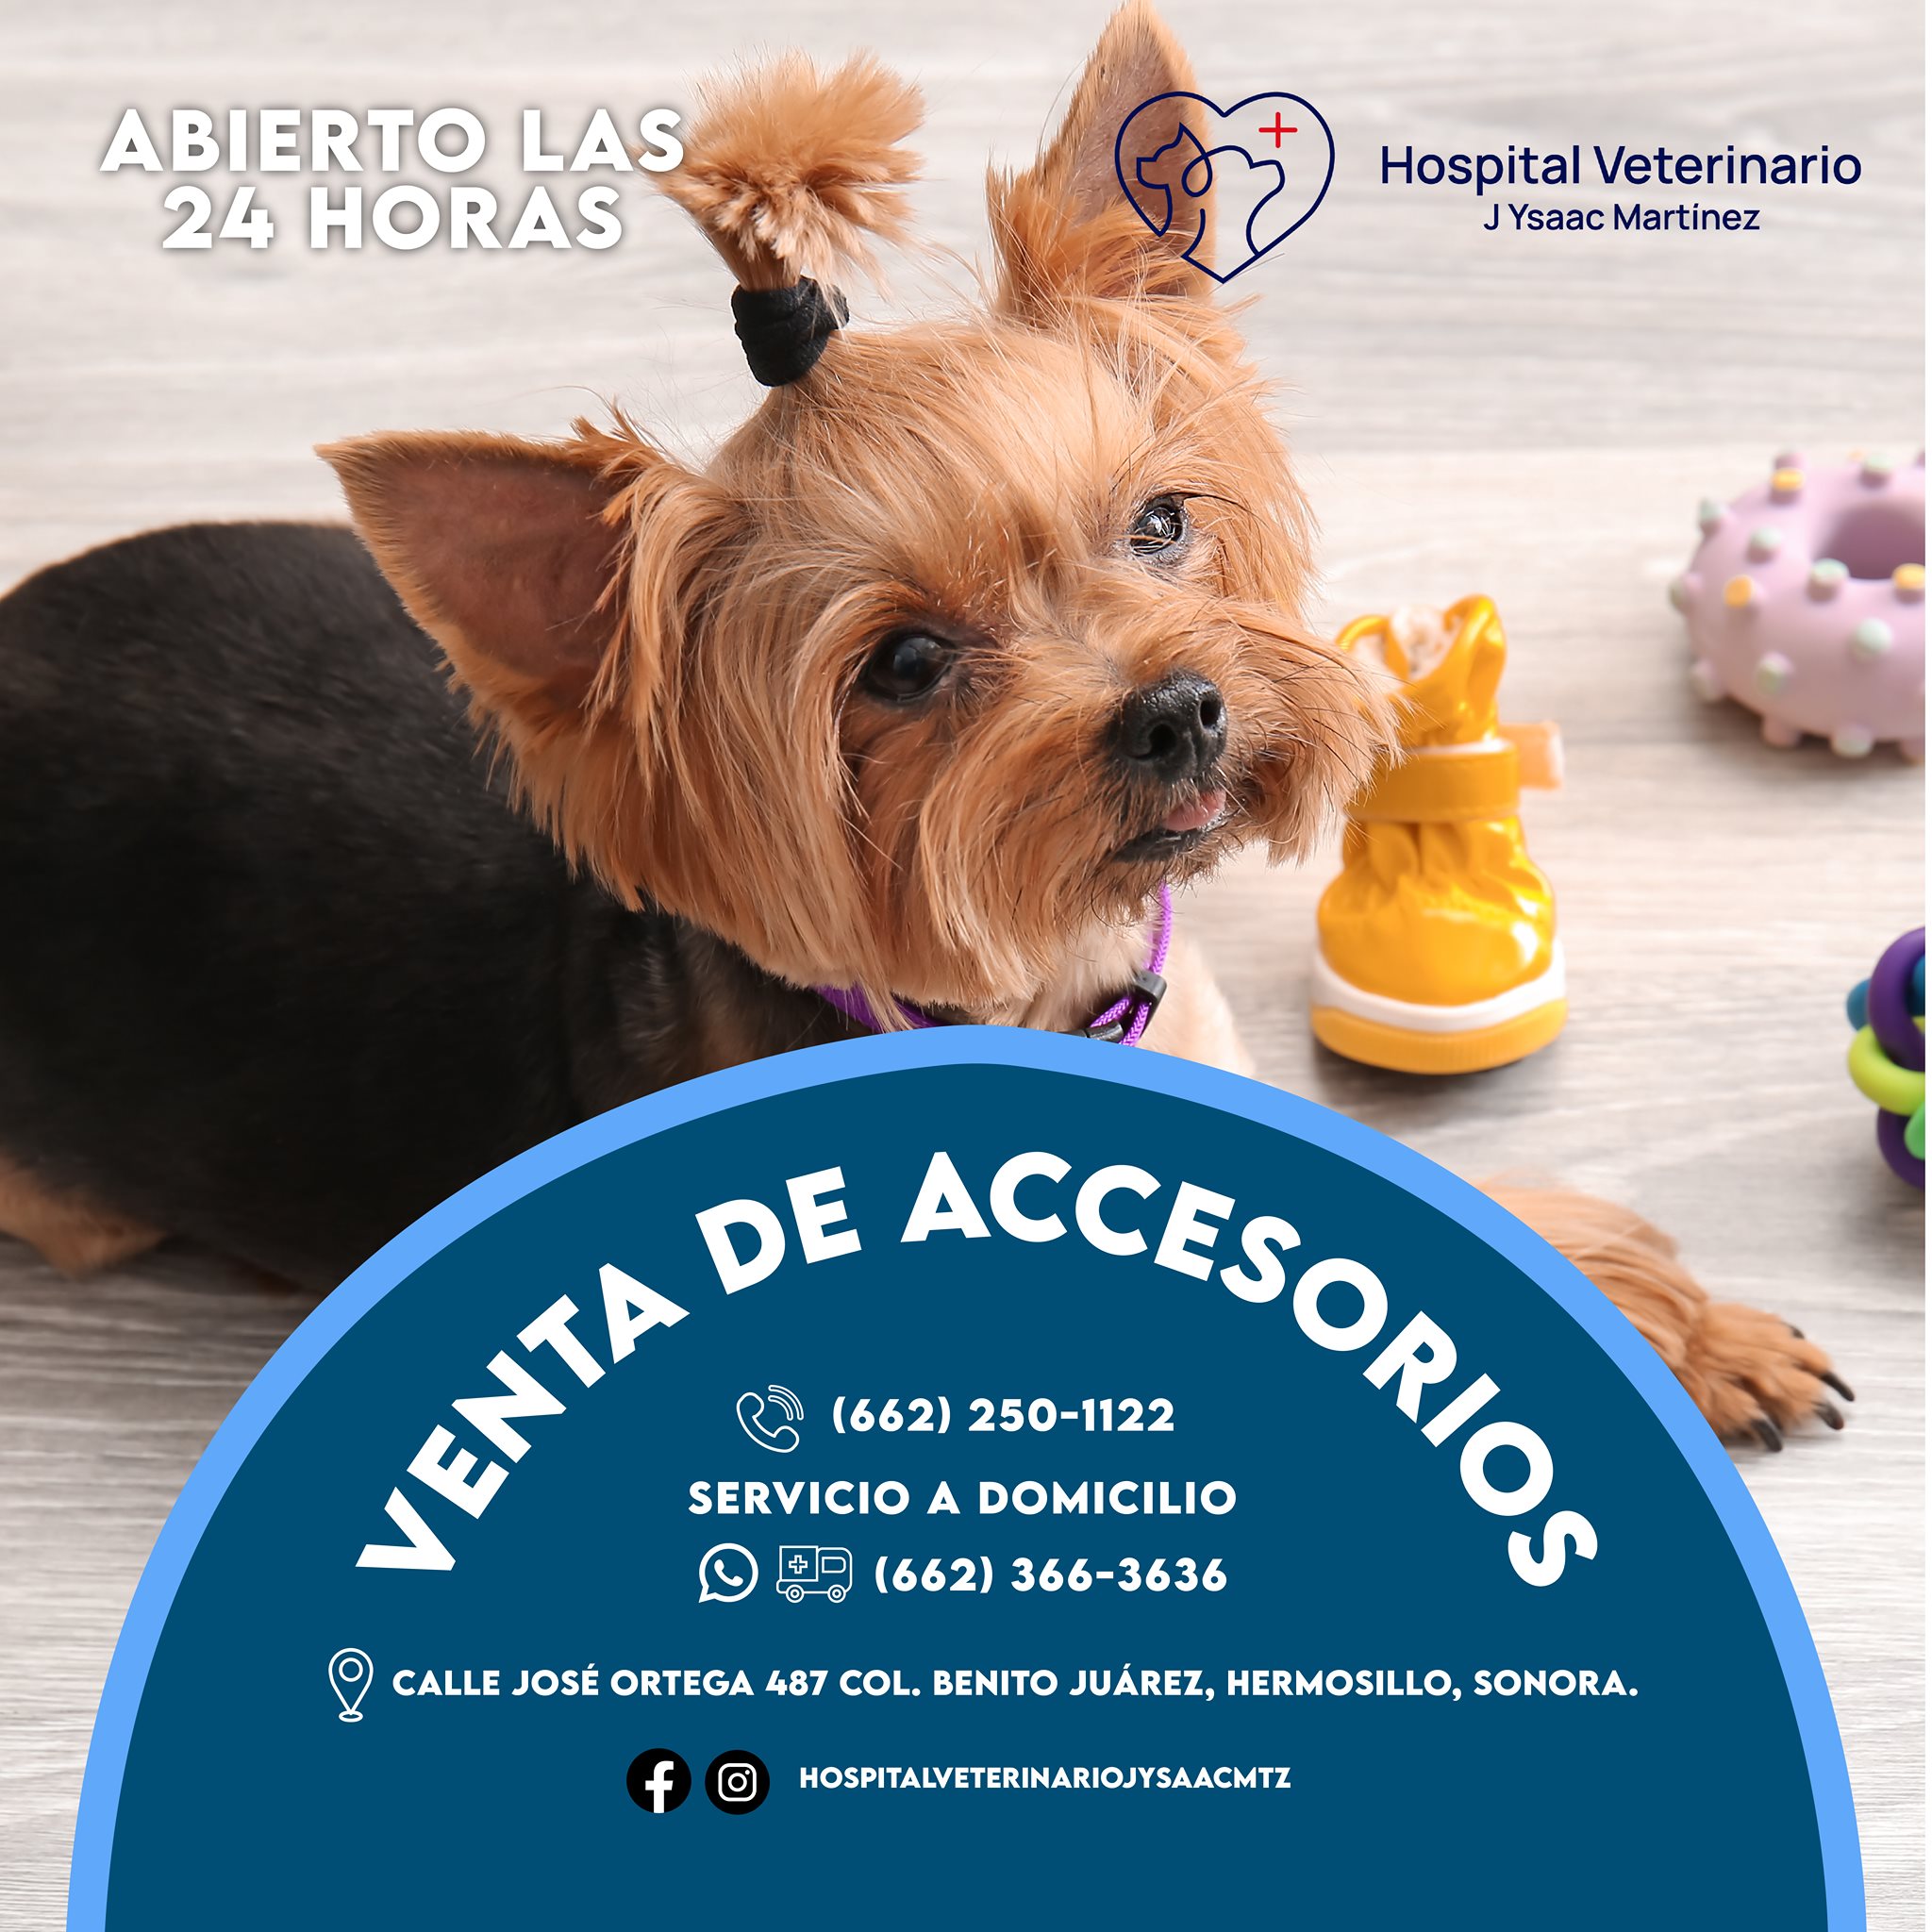 ABIERTO LAS
24 HORAS
Hospital Veterinario
J Ysaac Martínez
VENTA DE ACCESORIOS
(662) 250-1122
SERVICIO A DOMICILIO
(662) 366-3636
CALLE JOSÉ ORTEGA 487 COL. BENITO JUÁREZ, HERMOSILLO, SONORA.
HOSPITALVETERINARIOJYSAACMTZ